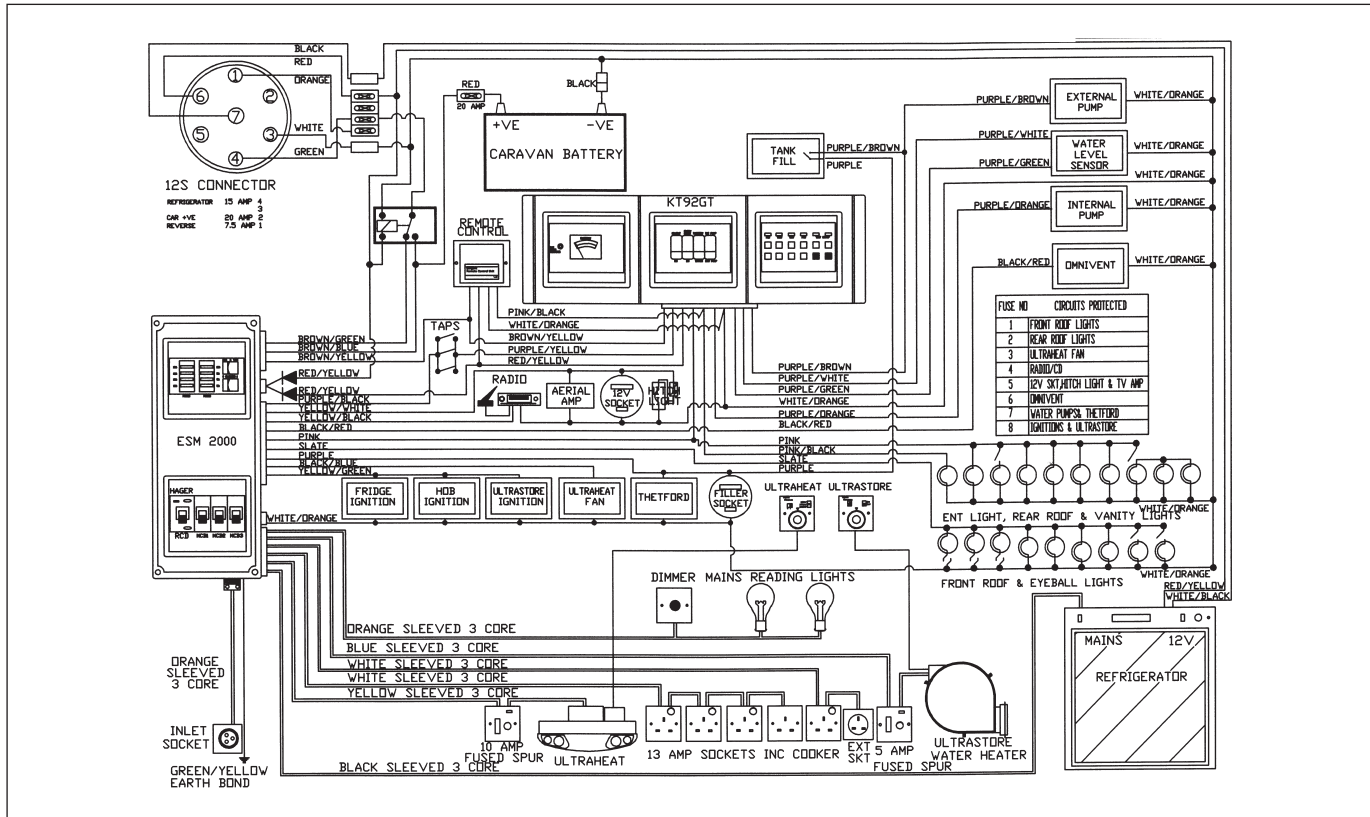 BLACK
RED
ORANGE
1
6
2
7
5
3
4
WHITE
GREEN
12S CONNECTOR
REFRIGERATOR 15 AMP 4
3
CAR +VE 20 AMP 2
REVERSE 7.5 AMP 1
RED
20 AMP
BLACK
+VE -VE
CARAVAN BATTERY
TANK
FILL
PURPLE/BROWN
PURPLE
PURPLE/BROWN
EXTERNAL
PUMP
WHITE/ORANGE
PURPLE/WHITE
PURPLE/GREEN
WATER
LEVEL
SENSOR
WHITE/ORANGE
WHITE/ORANGE
PURPLE/ORANGE
INTERNAL
PUMP
WHITE/ORANGE
BLACK/RED
OMNIVENT
WHITE/ORANGE
KT92GT
REMOTE
CONTROL
FUSE NO CIRCUITS PROTECTED
1 FRONT ROOF LIGHTS
2 REAR ROOF LIGHTS
3 ULTRAHEAT FAN
4 RADIO/CD
5 12V SKT,HITCH LIGHT & TV AMP
6 OMNIVENT
7 WATER PUMPS& THETFORD
8 IGNITIONS & ULTRASTORE
PINK/BLACK
WHITE/ORANGE
BROWN/YELLOW
PURPLE/YELLOW
RED/YELLOW
TAPS
BROWN/GREEN
BROWN/BLUE
BROWN/YELLOW
RED/YELLOW
RED/YELLOW
PURPLE/BLACK
YELLOW/WHITE
YELLOW/BLACK
BLACK/RED
PINK
SLATE
PURPLE
BLACK/BLUE
YELLOW/GREEN
RADIO
AERIAL
AMP
12V
SOCKET
HITCH
LIGHT
PURPLE/BROWN
PURPLE/WHITE
PURPLE/GREEN
WHITE/ORANGE
PURPLE/ORANGE
BLACK/RED
PINK
PINK/BLACK
SLATE
PURPLE
ESM 2000
HAGER
RCD MCB1 MCB2 MCB3
FRIDGE
IGNITION
HOB
IGNITION
ULTRASTORE
IGNITION
ULTRAHEAT
FAN
THETFORD
FILLER
SOCKET
ULTRAHEAT ULTRASTORE
WHITE/ORANGE
WHITE/ORANGE
ENT LIGHT, REAR ROOF & VANITY LIGHTS
WHITE/ORANGE
FRONT ROOF & EYEBALL LIGHTS
RED/YELLOW
WHITE/BLACK
DIMMER MAINS READING LIGHTS
ORANGE SLEEVED 3 CORE
BLUE SLEEVED 3 CORE
WHITE SLEEVED 3 CORE
WHITE SLEEVED 3 CORE
YELLOW SLEEVED 3 CORE
ORANGE
SLEEVED
3 CORE
INLET
SOCKET
GREEN/YELLOW
EARTH BOND
BLACK SLEEVED 3 CORE
10 AMP
FUSED SPUR
ULTRAHEAT
13 AMP SOCKETS INC COOKER
EXT
SKT
5 AMP
FUSED SPUR
ULTRASTORE
WATER HEATER
MAINS 12V
REFRIGERATOR